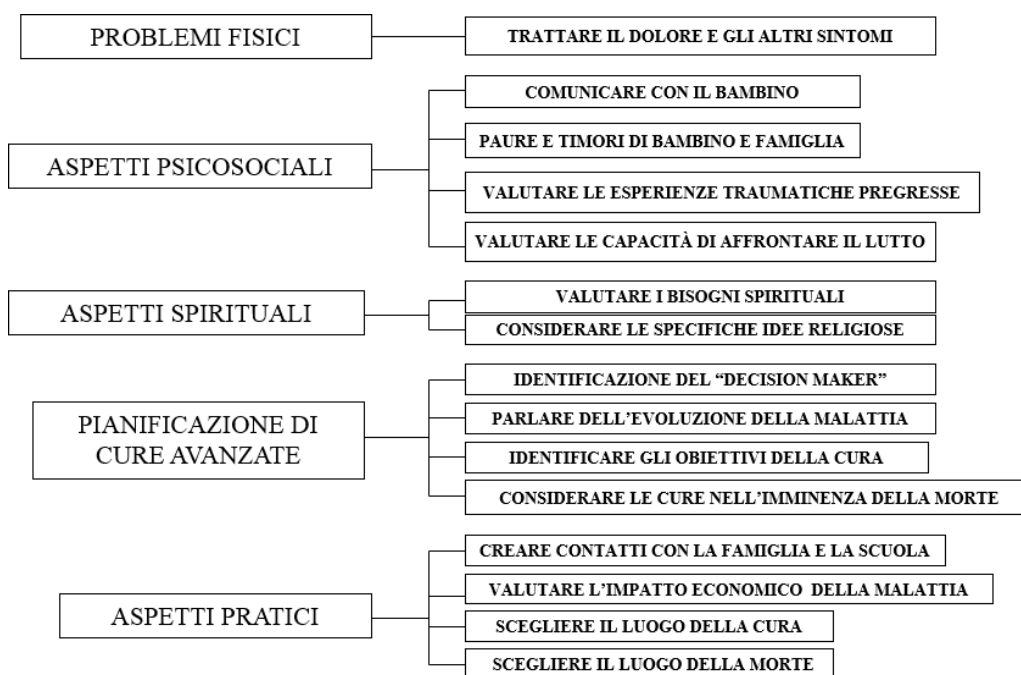 PROBLEMI FISICI
TRATTARE IL DOLORE E GLI ALTRI SINTOMI
ASPETTI PSICOSOCIALI
COMUNICARE CON IL BAMBINO
PAURE E TIMORI DI BAMBINO E FAMIGLIA
VALUTARE LE ESPERIENZE TRAUMATICHE PREGRESSE
VALUTARE LE CAPACITÀ DI AFFRONTARE IL LUTTO
ASPETTI SPIRITUALI
VALUTARE I BISOGNI SPIRITUALI
CONSIDERARE LE SPECIFICHE IDEE RELIGIOSE
PIANIFICAZIONE DI
CURE AVANZATE
IDENTIFICAZIONE DEL “DECISION MAKER”
PARLARE DELL’EVOLUZIONE DELLA MALATTIA
IDENTIFICARE GLI OBIETTIVI DELLA CURA
CONSIDERARE LE CURE NELL’IMMINENZA DELLA MORTE
ASPETTI PRATICI
CREARE CONTATTI CON LA FAMIGLIA E LA SCUOLA
VALUTARE L’IMPATTO ECONOMICO DELLA MALATTIA
SCEGLIERE IL LUOGO DELLA CURA
SCEGLIERE IL LUOGO DELLA MORTE